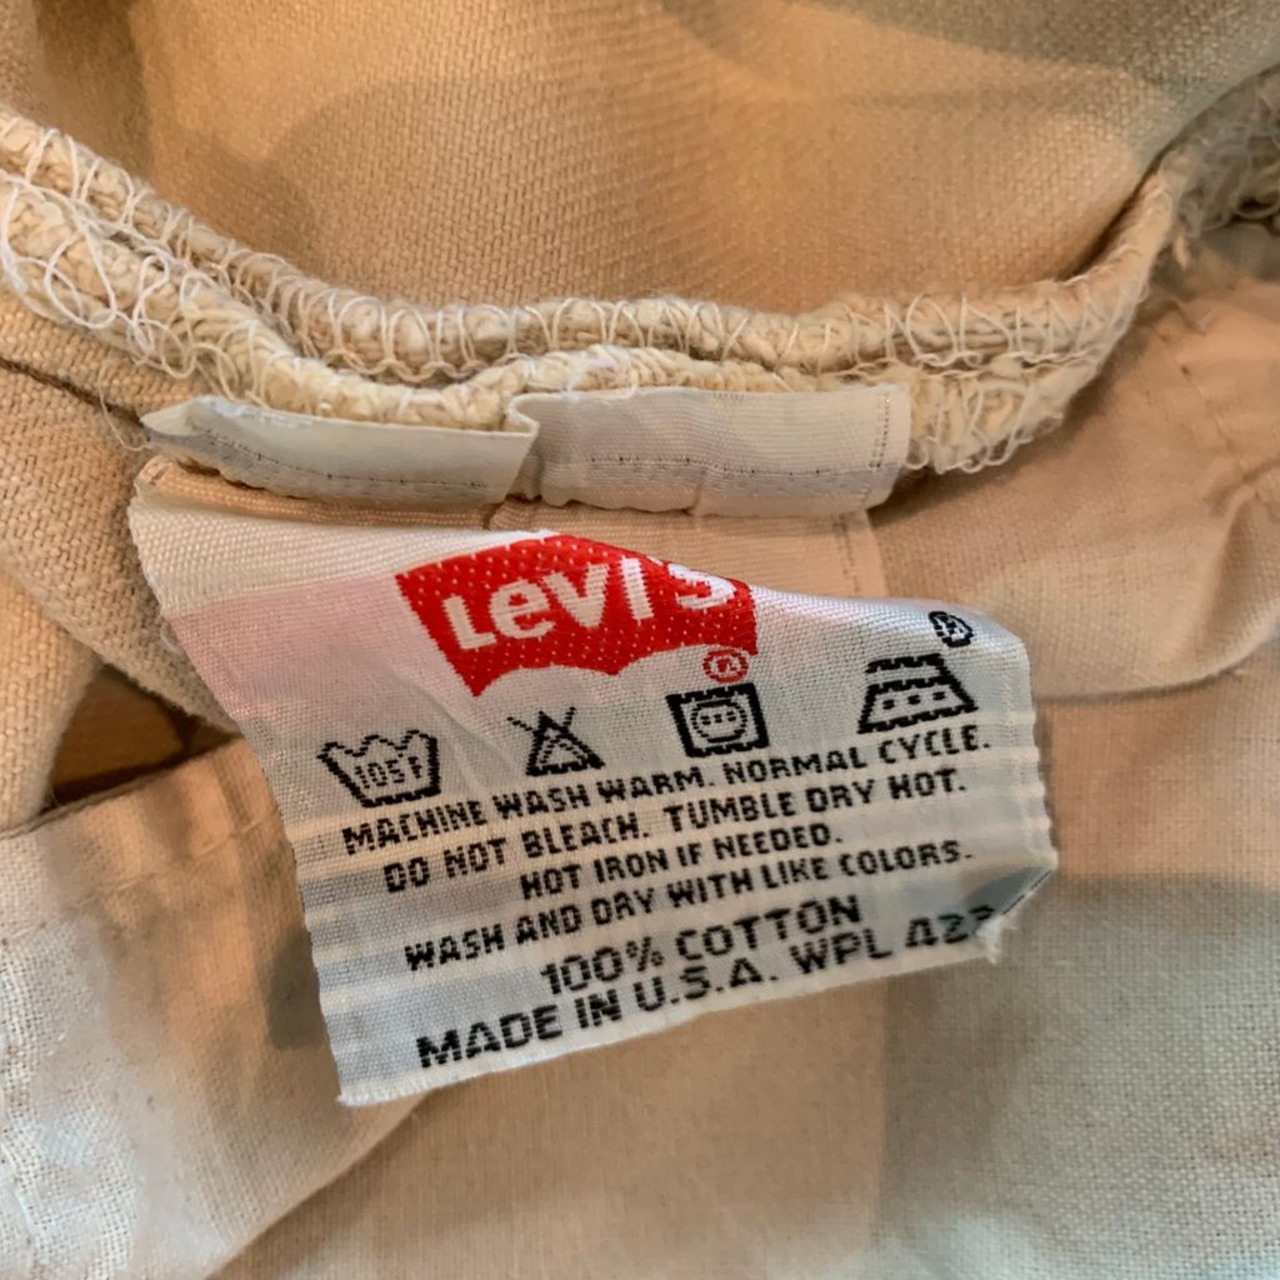 Levi's
®
105F
MACHINE WASH WARM. NORMAL CYCLE.
DO NOT BLEACH. TUMBLE DRY HOT.
HOT IRON IF NEEDED.
WASH AND DRY WITH LIKE COLORS.
100% COTTON
MADE IN U.S.A. WPL